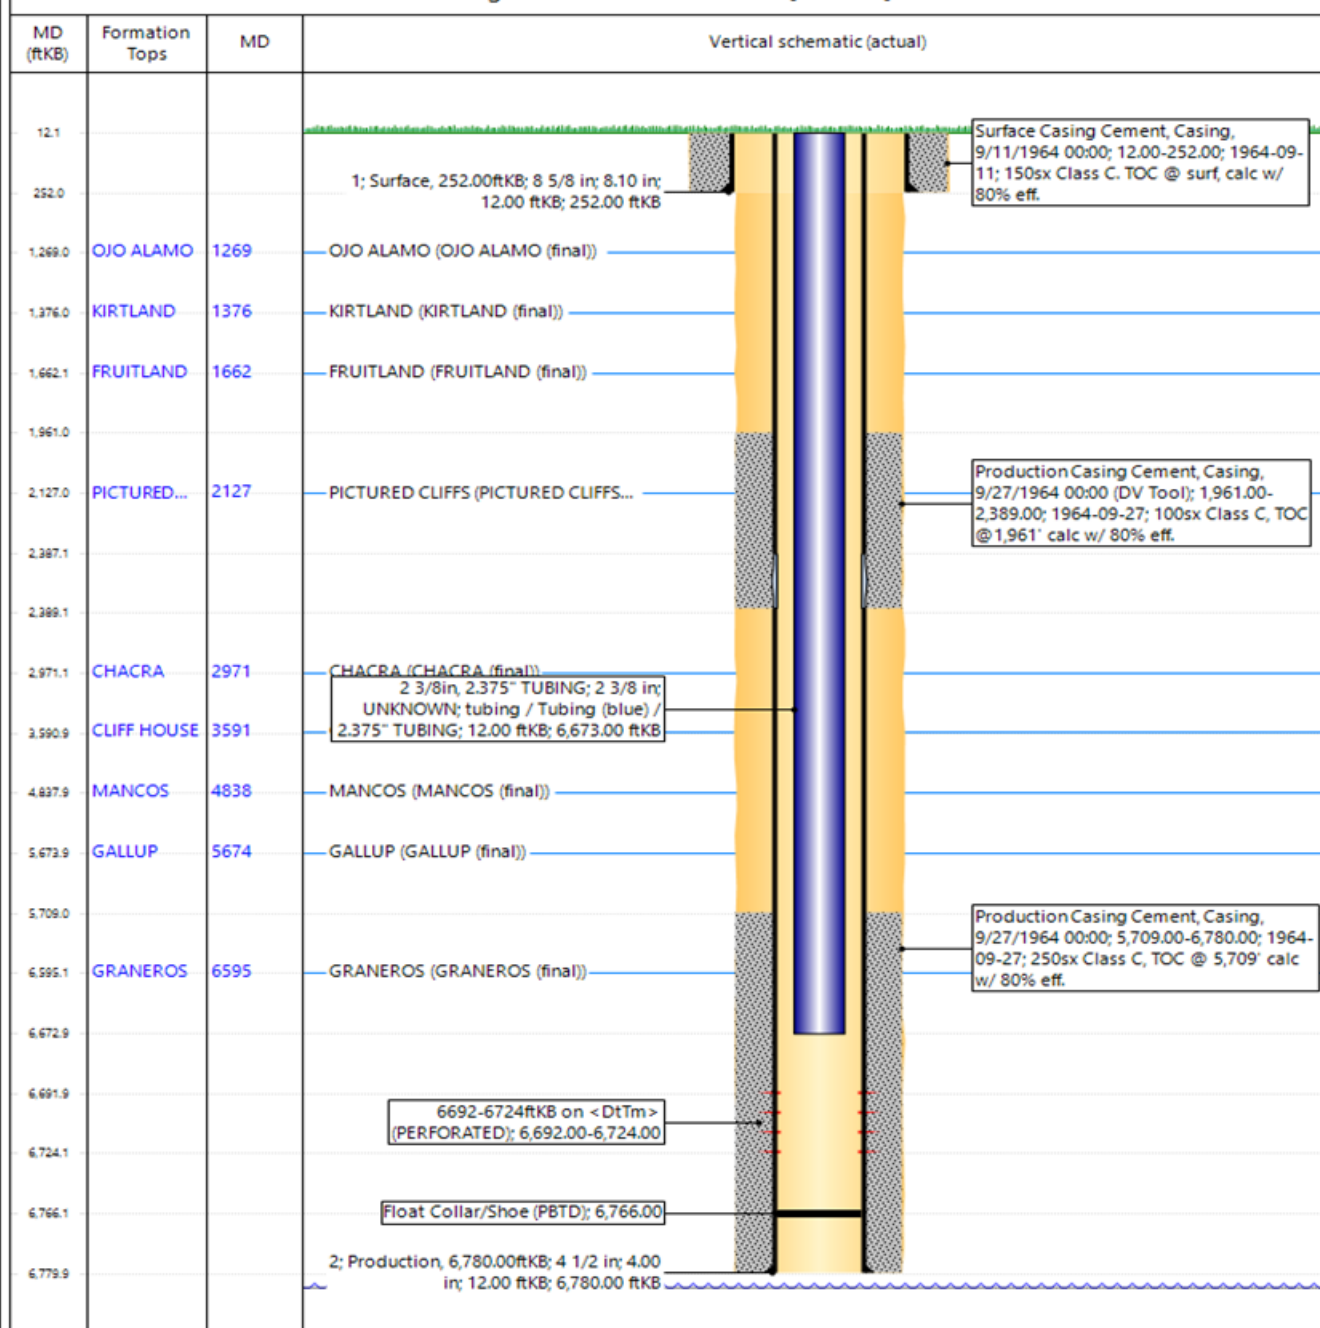 MD (ftKB)
Formation Tops
MD
Vertical schematic (actual)
12.1
Surface Casing Cement, Casing,
9/11/1964 00:00; 12.00-252.00; 1964-09-
11; 150sx Class C. TOC @ surf, calc w/
80% eff.
1; Surface, 252.00ftKB; 8 5/8 in; 8.10 in;
12.00 ftKB; 252.00 ftKB
252.0
1,269.0 OJO ALAMO 1269 OJO ALAMO (OJO ALAMO (final))
1,376.0 KIRTLAND 1376 KIRTLAND (KIRTLAND (final))
1,662.1 FRUITLAND 1662 FRUITLAND (FRUITLAND (final))
1,961.0
2,127.0 PICTURED... 2127 PICTURED CLIFFS (PICTURED CLIFFS...
Production Casing Cement, Casing,
9/27/1964 00:00 (DV Tool); 1,961.00-
2,389.00; 1964-09-27; 100sx Class C, TOC
@1,961' calc w/ 80% eff.
2,387.1
2,389.1
2,971.1 CHACRA 2971 CHACRA (CHACRA (final))
2 3/8in, 2.375" TUBING; 2 3/8 in;
UNKNOWN; tubing / Tubing (blue) /
2.375" TUBING; 12.00 ftKB; 6,673.00 ftKB
3,590.9 CLIFF HOUSE 3591
4,837.9 MANCOS 4838 MANCOS (MANCOS (final))
5,673.9 GALLUP 5674 GALLUP (GALLUP (final))
5,709.0
Production Casing Cement, Casing,
9/27/1964 00:00; 5,709.00-6,780.00; 1964-
09-27; 250sx Class C, TOC @ 5,709' calc
w/ 80% eff.
6,595.1 GRANEROS 6595 GRANEROS (GRANEROS (final))
6,672.9
6,691.9
6692-6724ftKB on <DtTm>
(PERFORATED); 6,692.00-6,724.00
6,724.1
6,766.1 Float Collar/Shoe (PBTD); 6,766.00
2; Production, 6,780.00ftKB; 4 1/2 in; 4.00
in; 12.00 ftKB; 6,780.00 ftKB
6,779.9